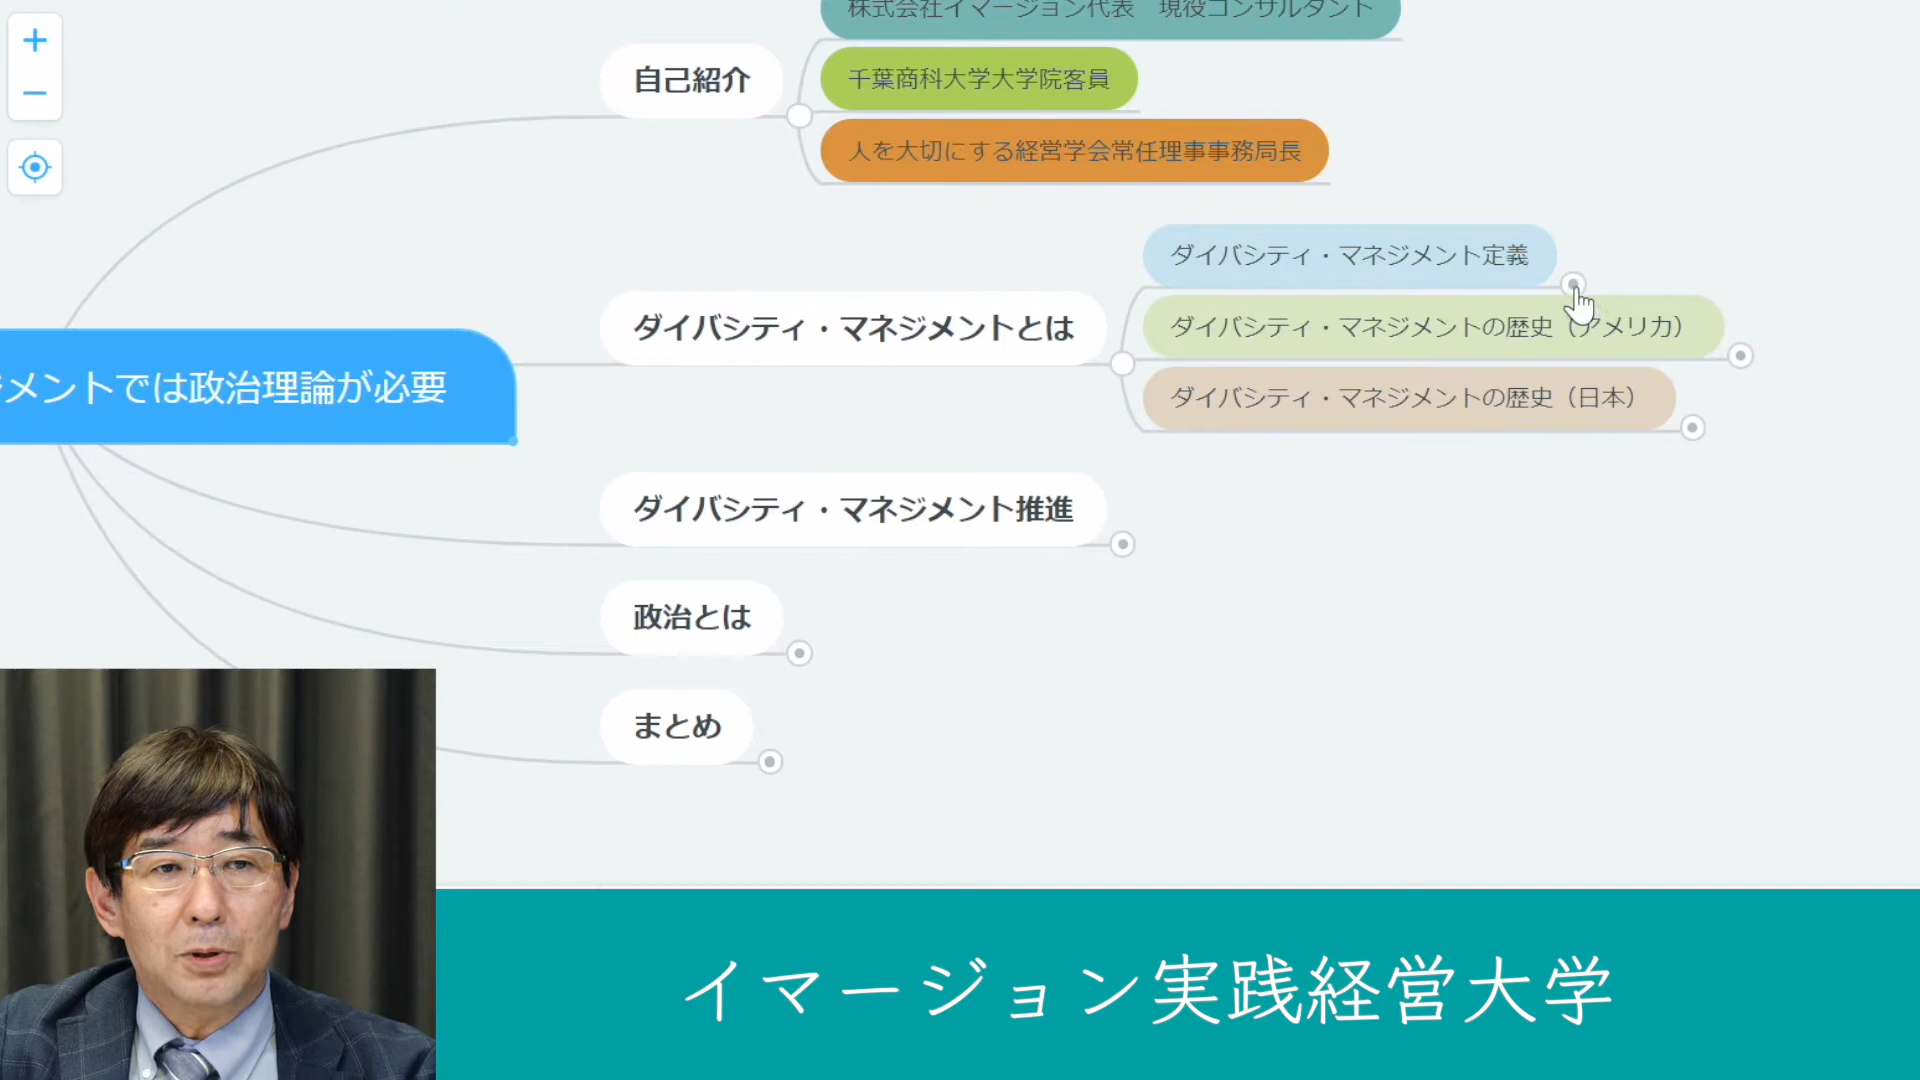 株式会社イマージョン代表 現役コンサルタント
自己紹介
千葉商科大学大学院客員
人を大切にする経営学会常任理事事務局長
ダイバシティ・マネジメント定義
ダイバシティ・マネジメントとは
ダイバシティ・マネジメントの歴史（アメリカ）
ダイバシティ・マネジメントの歴史（日本）
メントでは政治理論が必要
ダイバシティ・マネジメント推進
政治とは
まとめ
イマージョン実践経営大学